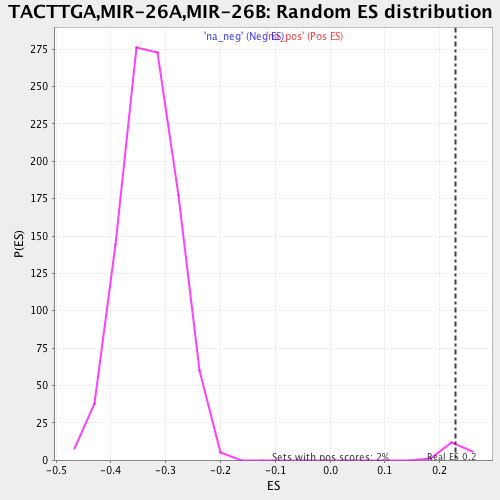 TACTTGA,MIR-26A,MIR-26B: Random ES distribution
'na_neg' (Neg ES) 'na_pos' (Pos ES)
275
250
225
200
175
150
125
100
75
50
25
0
P(ES)
Sets with pos scores: 2%
Real ES 0.2
-0.5 -0.4 -0.3 -0.2 -0.1 0.0 0.1 0.2
ES